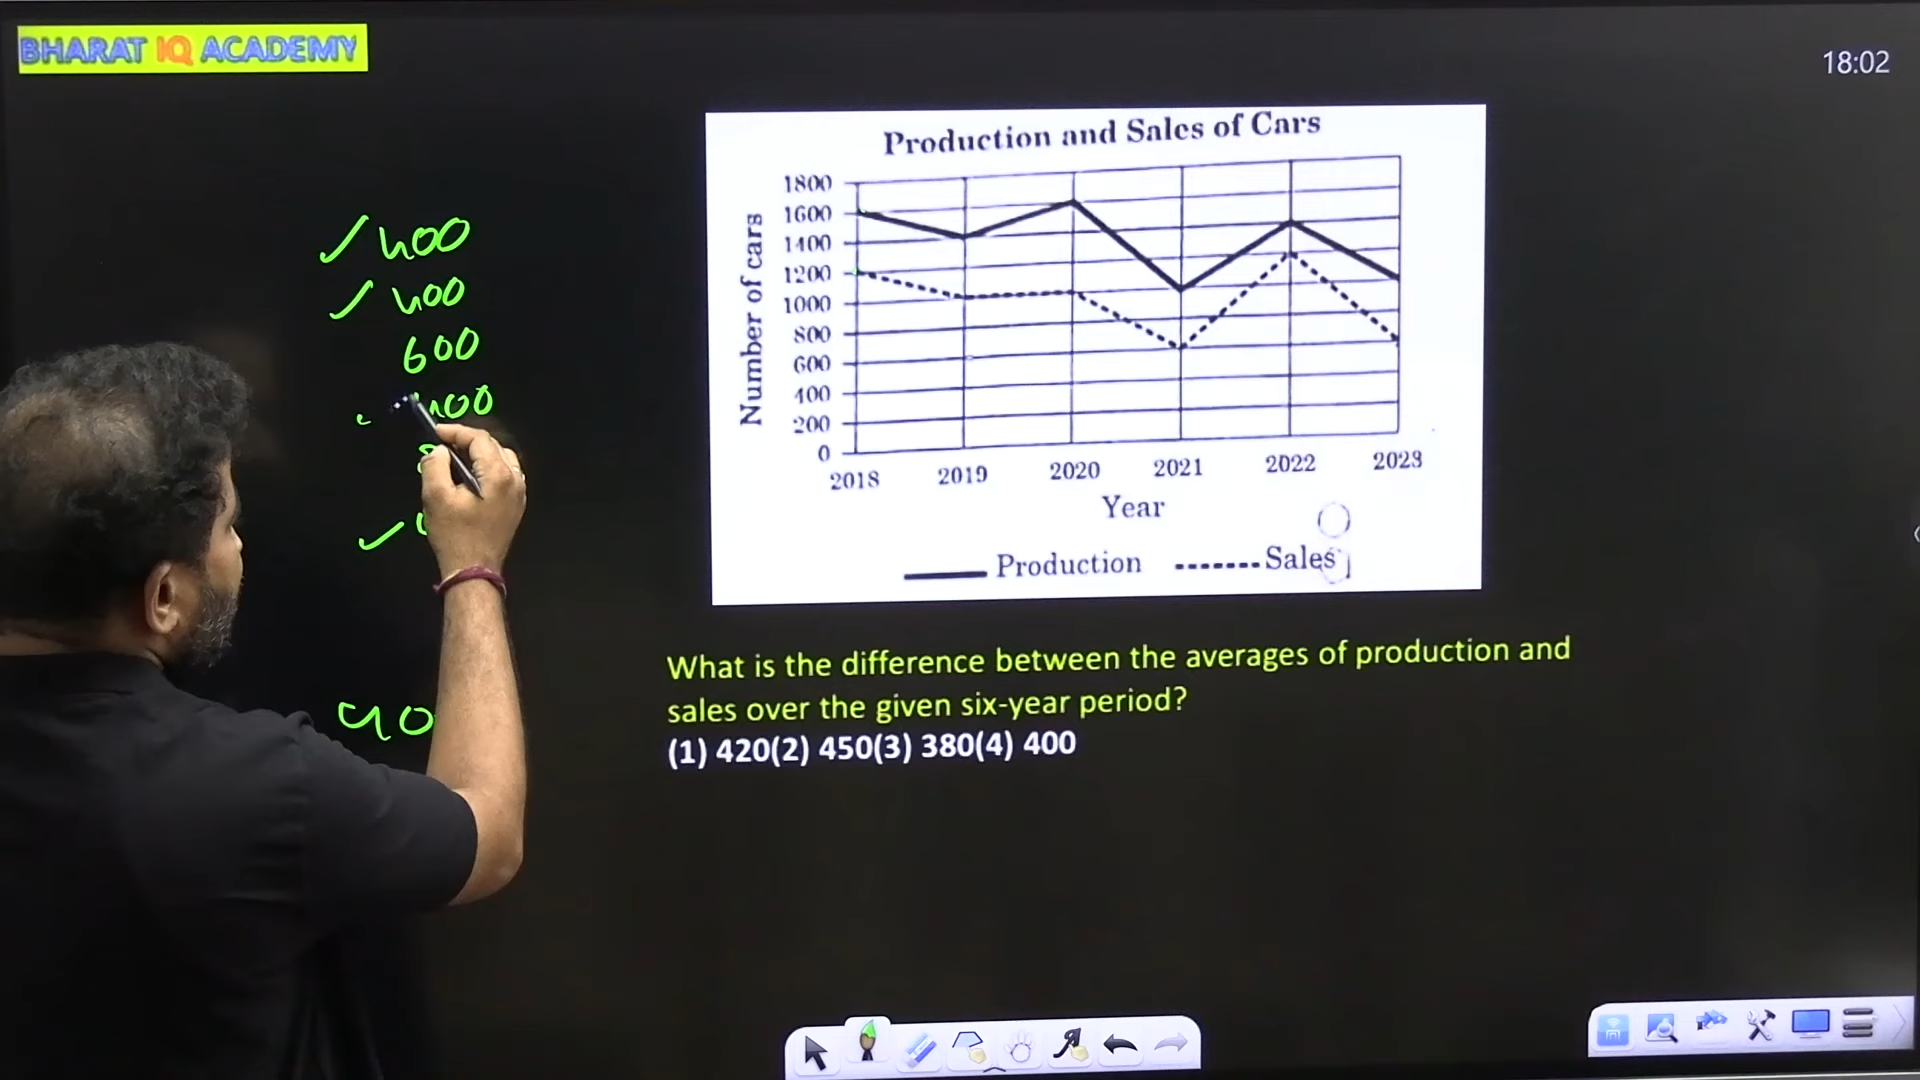 BHARAT IQ ACADEMY
18:02
400
400
600
400
40
Production and Sales of Cars
Number of cars
1800
1600
1400
1200
1000
800
600
400
200
0
2018 2019 2020 2021 2022 2023
Year
Production Sales
What is the difference between the averages of production and
sales over the given six-year period?
(1) 420(2) 450(3) 380(4) 400